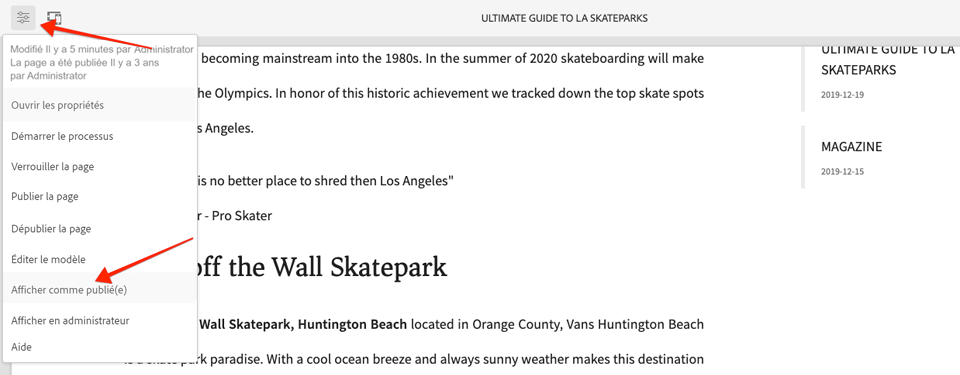 ULTIMATE GUIDE TO LA SKATEPARKS
Modifié Il y a 5 minutes par Administrator
La page a été publiée Il y a 3 ans
par Administrator
Ouvrir les propriétés
Démarrer le processus
Verrouiller la page
Publier la page
Dépublier la page
Éditer le modèle
Afficher comme publié(e)
Afficher en administrateur
Aide
becoming mainstream into the 1980s. In the summer of 2020 skateboarding will make
the Olympics. In honor of this historic achievement we tracked down the top skate spots
s Angeles.
is no better place to shred then Los Angeles"
r - Pro Skater
off the Wall Skatepark
Wall Skatepark, Huntington Beach located in Orange County, Vans Huntington Beach
is a skate park paradise. With a cool ocean breeze and always sunny weather makes this destination
ULTIMATE GUIDE TO LA
SKATEPARKS
2019-12-19
MAGAZINE
2019-12-15